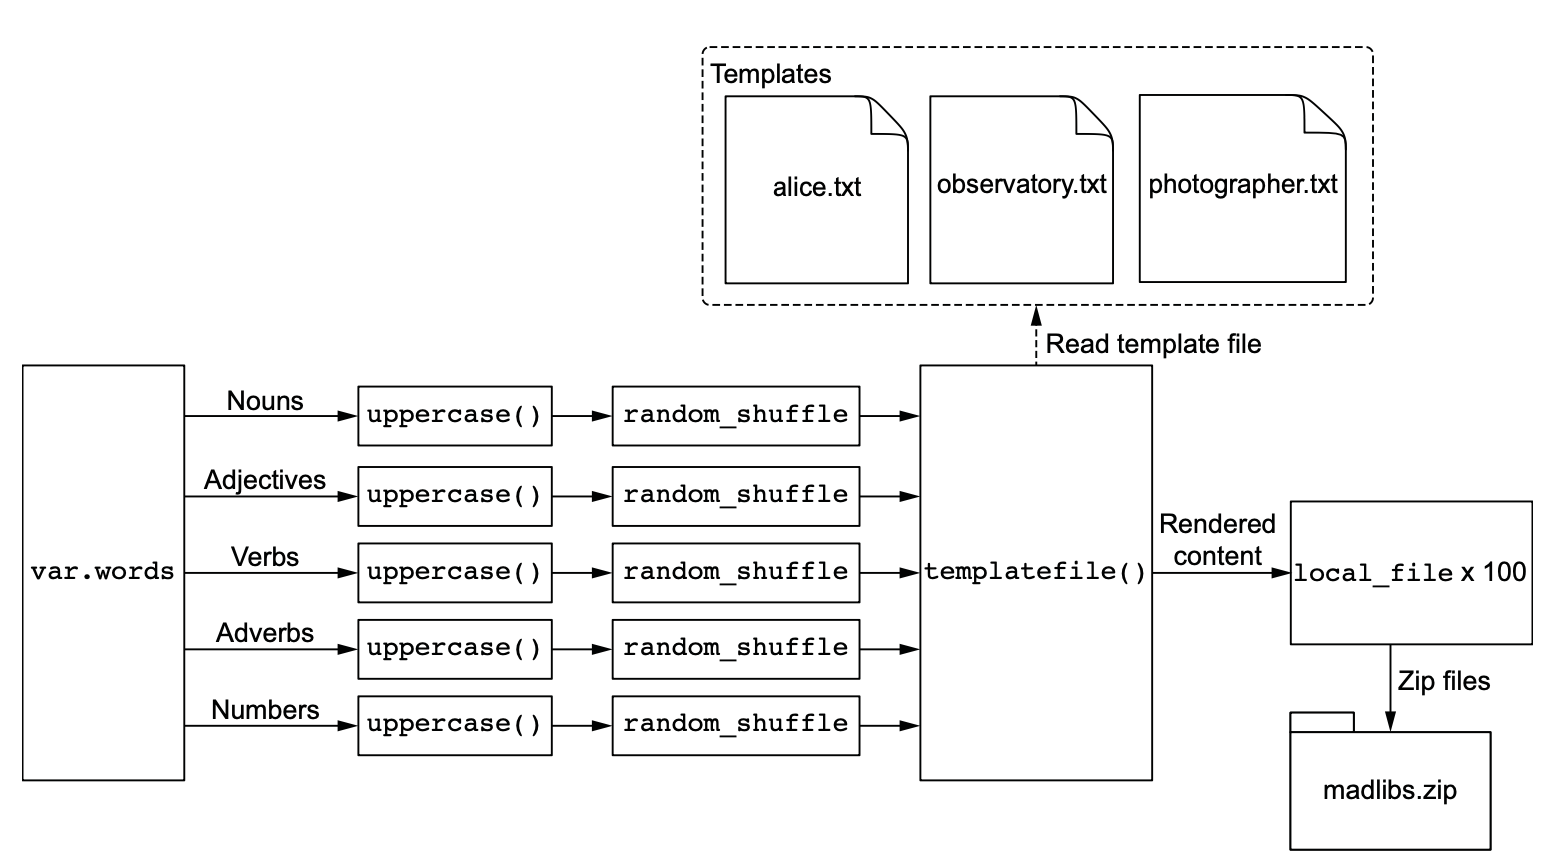 Templates
alice.txt
observatory.txt
photographer.txt
Read template file
var.words
Nouns
uppercase()
random_shuffle
Adjectives
uppercase()
random_shuffle
Verbs
uppercase()
random_shuffle
Adverbs
uppercase()
random_shuffle
Numbers
uppercase()
random_shuffle
templatefile()
Rendered
content
local_file x 100
Zip files
madlibs.zip